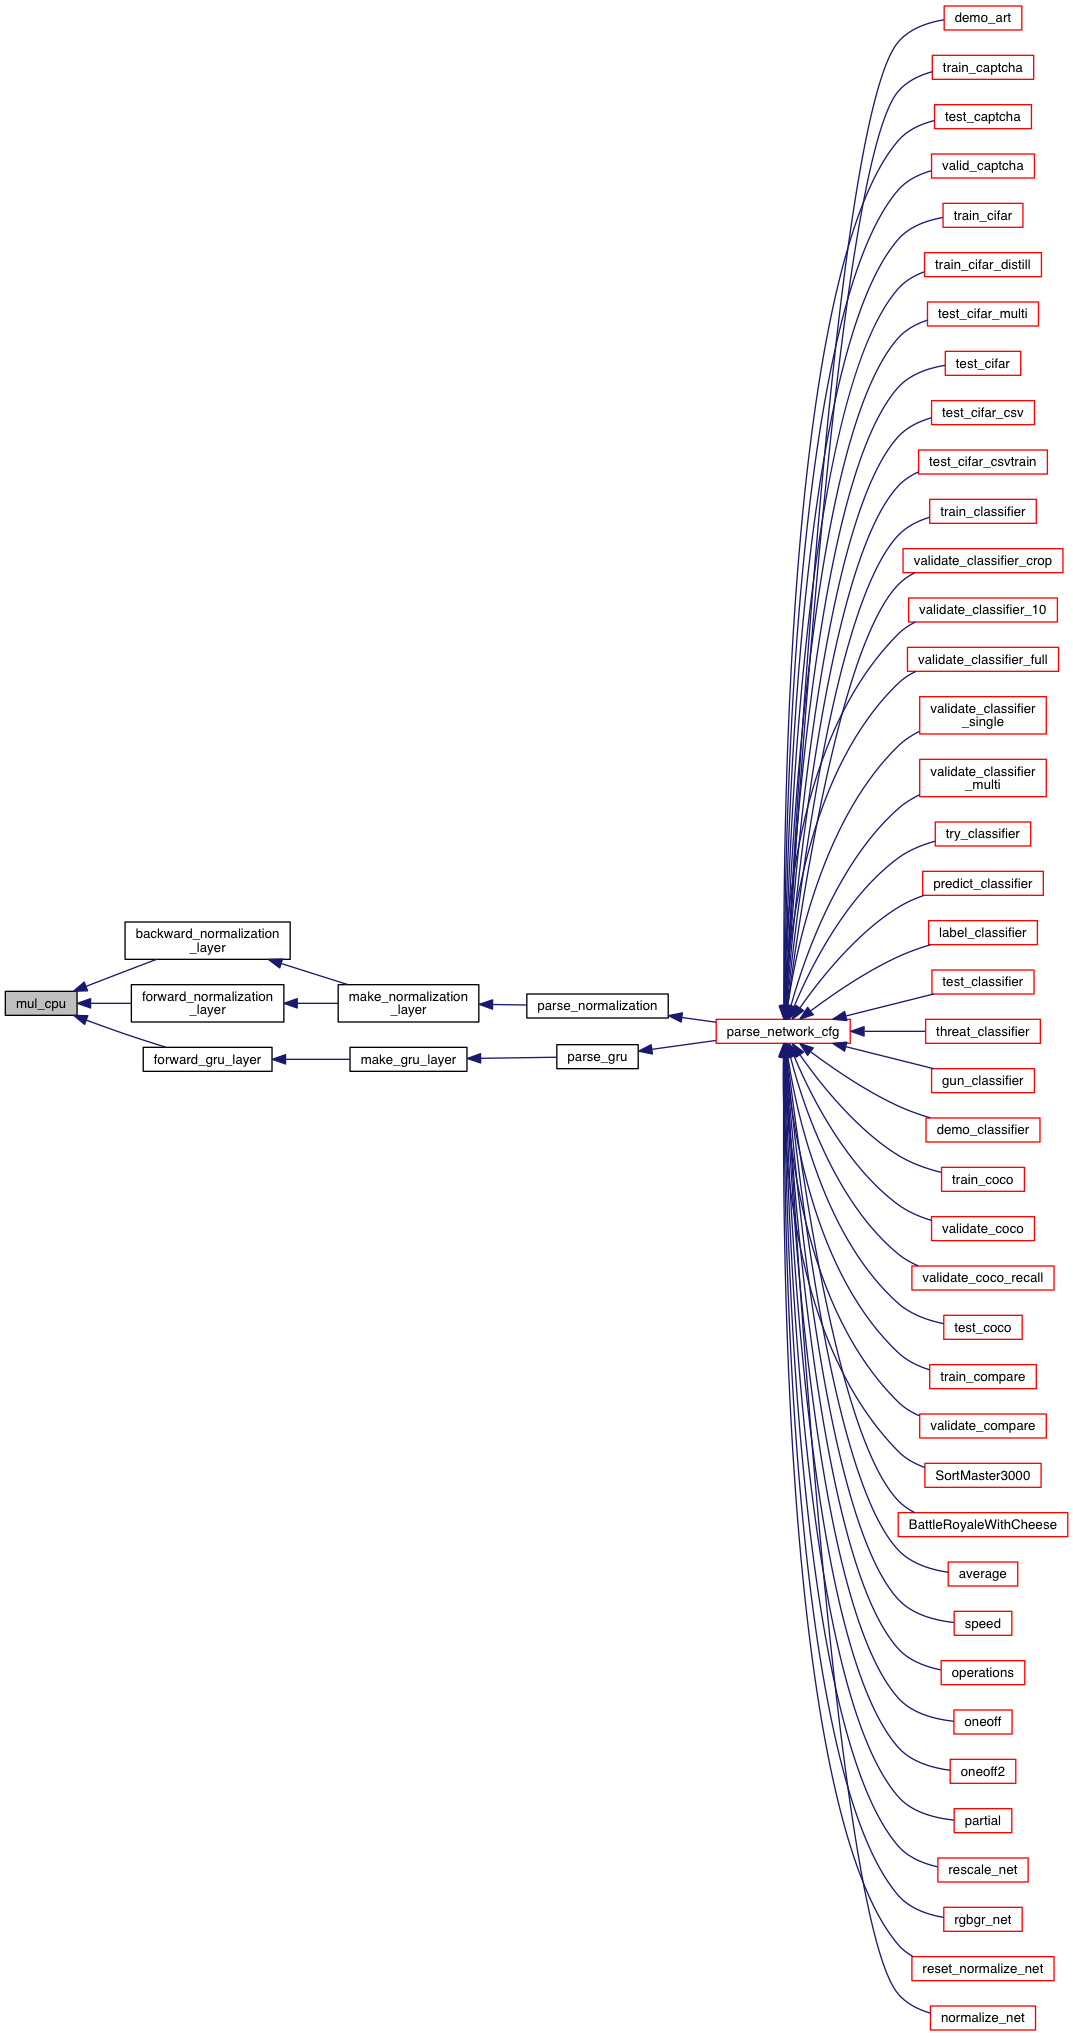 mul_cpu
backward_normalization
_layer
forward_normalization
_layer
forward_gru_layer
make_normalization
_layer
make_gru_layer
parse_normalization
parse_gru
parse_network_cfg
demo_art
train_captcha
test_captcha
valid_captcha
train_cifar
train_cifar_distill
test_cifar_multi
test_cifar
test_cifar_csv
test_cifar_csvtrain
train_classifier
validate_classifier_crop
validate_classifier_10
validate_classifier_full
validate_classifier
_single
validate_classifier
_multi
try_classifier
predict_classifier
label_classifier
test_classifier
threat_classifier
gun_classifier
demo_classifier
train_coco
validate_coco
validate_coco_recall
test_coco
train_compare
validate_compare
SortMaster3000
BattleRoyaleWithCheese
average
speed
operations
oneoff
oneoff2
partial
rescale_net
rgbgr_net
reset_normalize_net
normalize_net